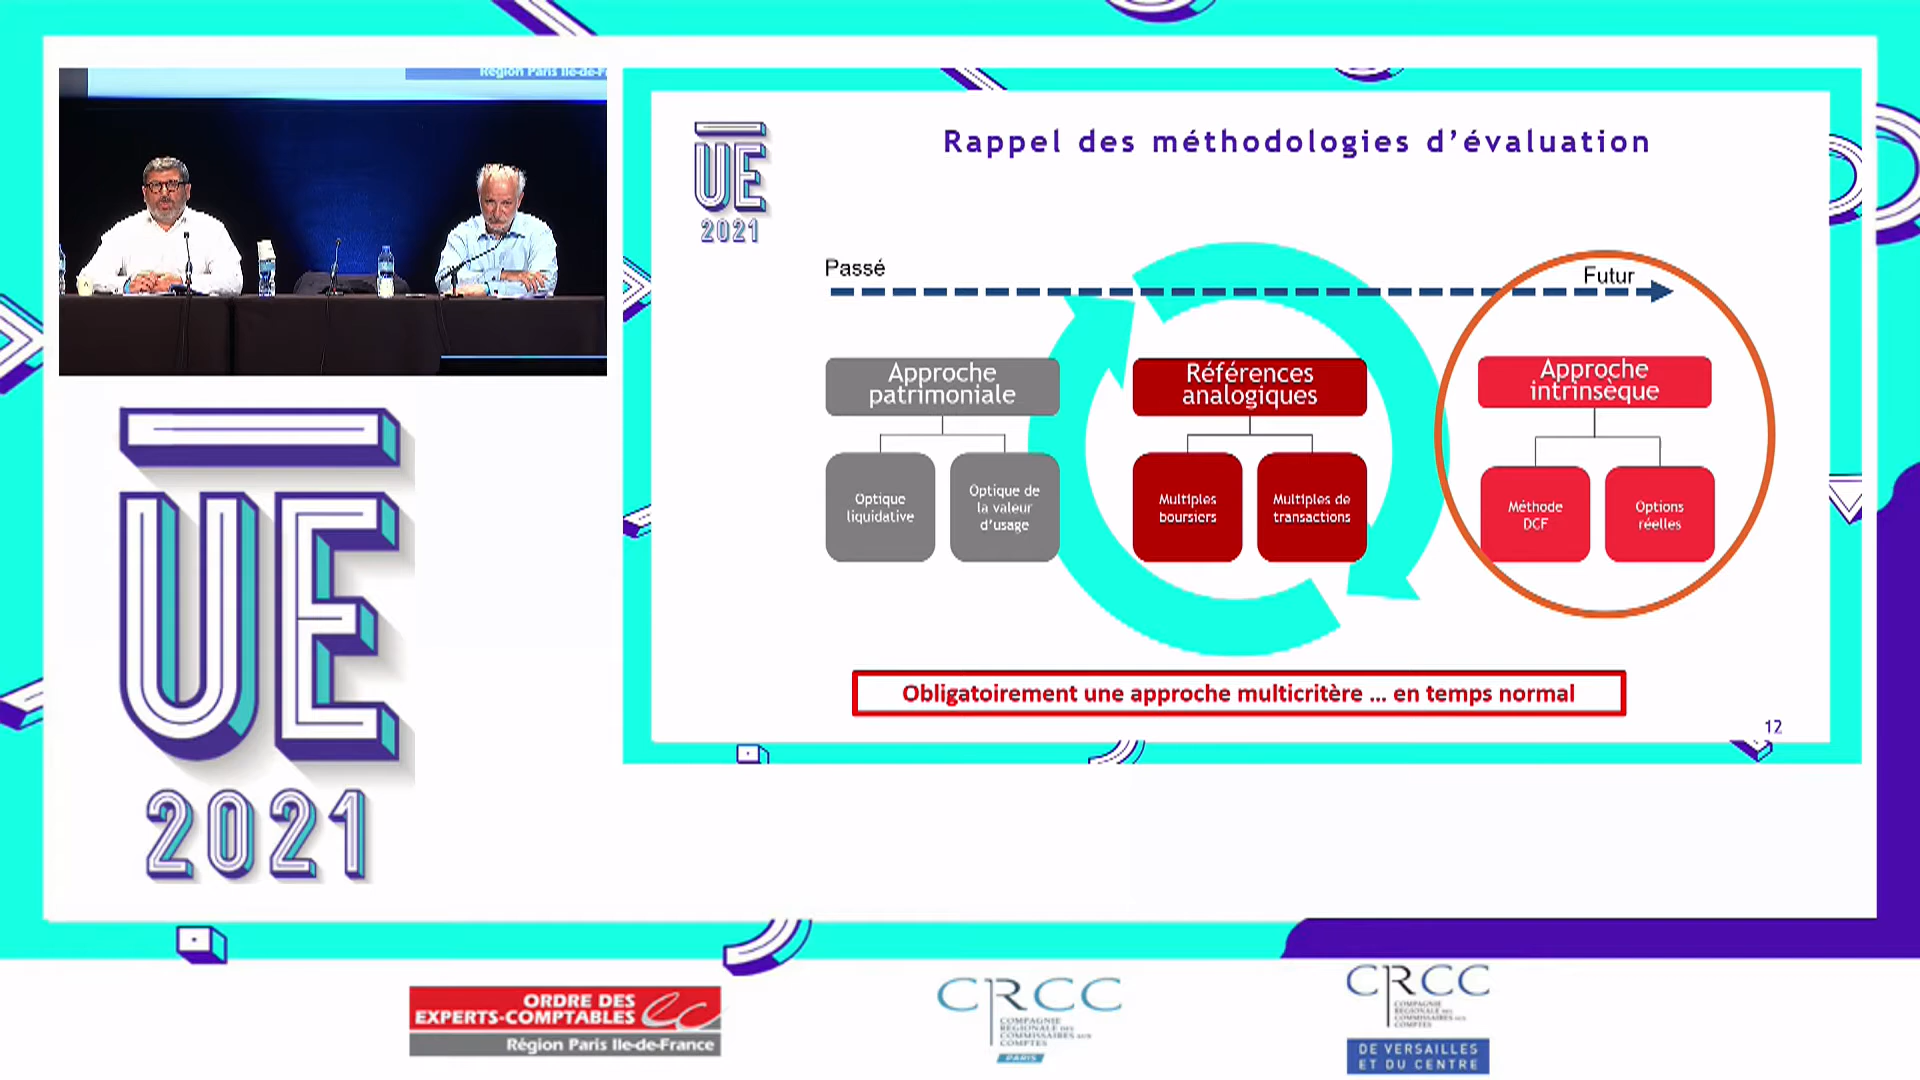 Région Paris Ile-de-F
UE
2021
UE
2021
Rappel des méthodologies d'évaluation
Passé
Futur
Approche
patrimoniale
Références
analogiques
Approche
intrinsèque
Optique
liquidative
Optique de
la valeur
d'usage
Multiples
boursiers
Multiples de
transactions
Méthode
DCF
Options
réelles
Obligatoirement une approche multicritère ... en temps normal
12
ORDRE DES
EXPERTS-COMPTABLES
Région Paris Ile-de-France
CRCC
COMPAGNIE
RÉGIONALE DES
COMMISSAIRES AUX
COMPTES
PARIS
CRCC
COMPAGNIE
RÉGIONALE DES
COMMISSAIRES AUX
COMPTES
DE VERSAILLES
ET DU CENTRE